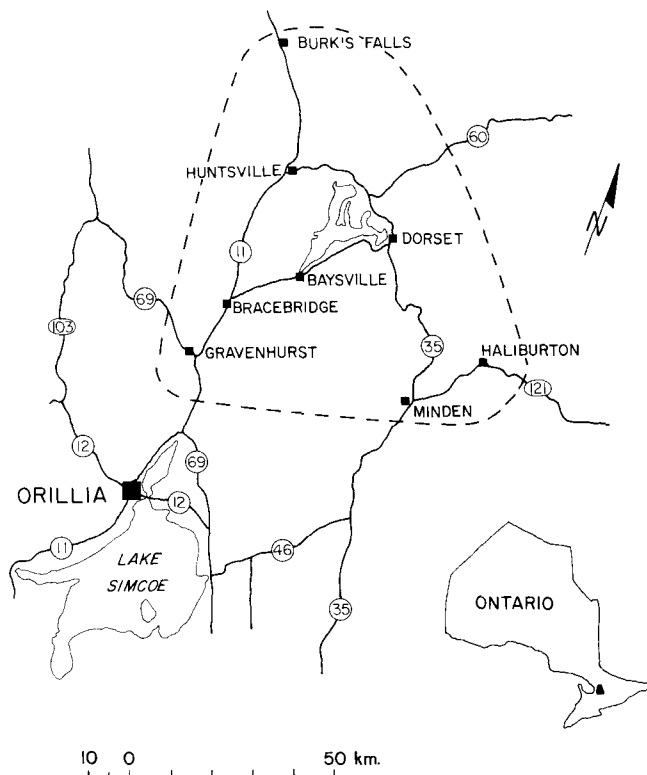 BURK'S FALLS
60
HUNTSVILLE
N
DORSET
11
BAYSVILLE
69
BRACEBRIDGE
103
35
HALIBURTON
GRAVENHURST
121
MINDEN
12
69
ORILLIA
12
11
46
LAKE
SIMCOE
ONTARIO
35
10 0 50 km.